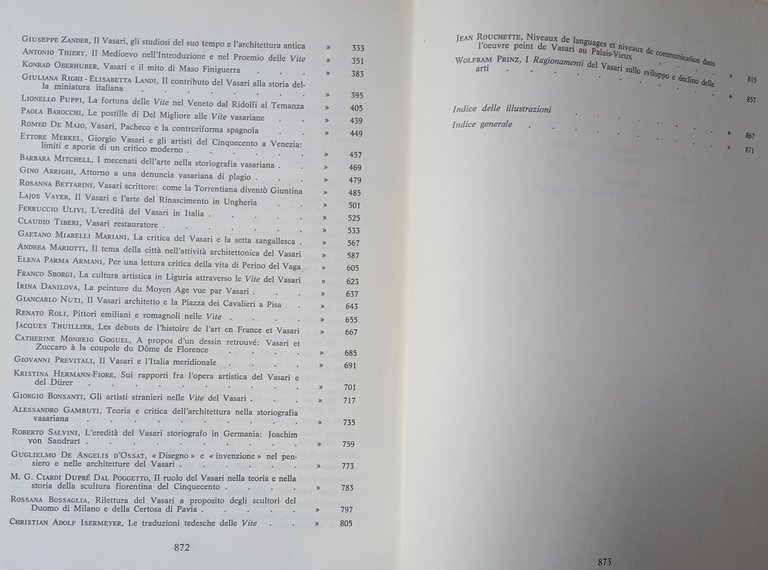 GIUSEPPE ZANDER, Il Vasari, gli studiosi del suo tempo e l'architettura antica » 333
ANTONIO THIERY, Il Medioevo nell'Introduzione e nel Proemio delle Vite » 351
KONRAD OBERHUBER, Vasari e il mito di Maso Finiguerra . . . » 383
GIULIANA RIGHI - ELISABETTA LANDI, Il contributo del Vasari alla storia del-
la miniatura italiana . . . . . . . . » 395
LIONELLO PUPPI, La fortuna delle Vite nel Veneto dal Ridolfi al Temanza » 405
PAOLA BAROCCHI, Le postille di Del Migliore alle Vite vasariane . » 439
ROMEO DE MAIO, Vasari, Pacheco e la controriforma spagnola . » 449
ETTORE MERKEL, Giorgio Vasari e gli artisti del Cinquecento a Venezia:
limiti e aporie di un critico moderno . . . . . . » 457
BARBARA MITCHELL, I mecenati dell'arte nella storiografia vasariana . » 469
GINO ARRIGHI, Attorno a una denuncia vasariana di plagio . . » 479
ROSANNA BETTARINI, Vasari scrittore: come la Torrentiana diventò Giuntina » 485
LAJOS VAYER, Il Vasari e l'arte del Rinascimento in Ungheria . . » 501
FERRUCCIO ULIVI, L'eredità del Vasari in Italia . . . . . » 525
CLAUDIO TIBERI, Vasari restauratore . . . . . . » 533
GAETANO MIARELLI MARIANI, La critica del Vasari e la setta sangallesca . » 567
ANDREA MARIOTTI, Il tema della città nell'attività architettonica del Vasari » 587
ELENA PARMA ARMANI, Per una lettura critica della vita di Perino del Vaga » 605
FRANCO SBORGI, La cultura artistica in Liguria attraverso le Vite del Vasari » 623
IRINA DANILOVA, La peinture du Moyen Age vue par Vasari . . . » 637
GIANCARLO NUTI, Il Vasari architetto e la Piazza dei Cavalieri a Pisa . » 643
RENATO ROLI, Pittori emiliani e romagnoli nelle Vite . . . . » 655
JACQUES THUILLIER, Les debuts de l'histoire de l'art en France et Vasari » 667
CATHERINE MONBEIG GOGUEL, A propos d'un dessin retrouvé: Vasari et
Zuccaro à la coupole du Dôme de Florence . . . . » 685
GIOVANNI PREVITALI, Il Vasari e l'Italia meridionale . . . . » 691
KRISTINA HERMANN-FIORE, Sui rapporti fra l'opera artistica del Vasari e
del Dürer . . . . . . . . . » 701
GIORGIO BONSANTI, Gli artisti stranieri nelle Vite del Vasari . . . » 717
ALESSANDRO GAMBUTI, Teoria e critica dell'architettura nella storiografia
vasariana . . . . . . . . . » 735
ROBERTO SALVINI, L'eredità del Vasari storiografo in Germania: Joachim
von Sandrart . . . . . . . . . » 759
GUGLIELMO DE ANGELIS D'OSSAT, « Disegno » e « invenzione » nel pen-
siero e nelle architetture del Vasari . . . . . . » 773
M. G. CIARDI DUPRÉ DAL POGGETTO, Il ruolo del Vasari nella teoria e nella
storia della scultura fiorentina del Cinquecento . . . . » 783
ROSSANA BOSSAGLIA, Rilettura del Vasari a proposito degli scultori del
Duomo di Milano e della Certosa di Pavia . . . . . » 797
CHRISTIAN ADOLF ISERMEYER, Le traduzioni tedesche delle Vite . . » 805
872
JEAN ROUCHETTE, Niveaux de languages et niveaux de communication dans
l'oeuvre peint de Vasari au Palais-Vieux . . . . » 815
WOLFRAM PRINZ, I Ragionamenti del Vasari sullo sviluppo e declino delle
arti . . . . . . . . . » 857
Indice delle illustrazioni . . . . . . » 867
Indice generale . . . . . . . . » 871
873